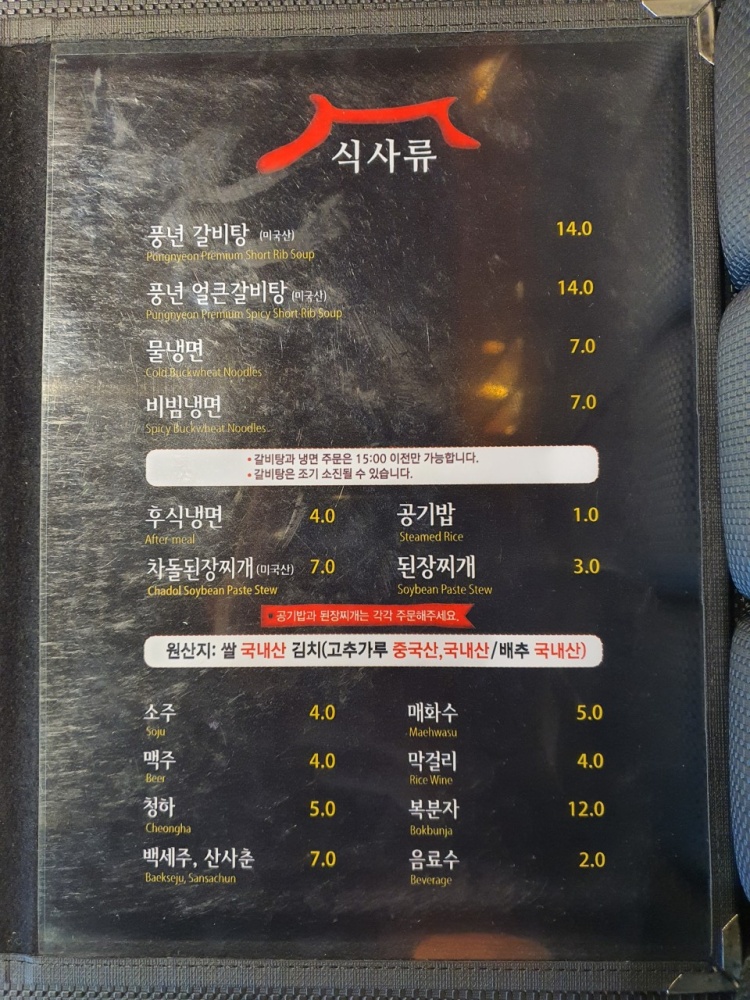 식사류
풍년 갈비탕 (미국산) 14.0
Pungnyeon Premium Short Rib Soup
풍년 얼큰갈비탕 (미국산) 14.0
Pungnyeon Premium Spicy Short Rib Soup
물냉면 7.0
Cold Buckwheat Noodles
비빔냉면 7.0
Spicy Buckwheat Noodles
• 갈비탕과 냉면 주문은 15:00 이전만 가능합니다.
• 갈비탕은 조기 소진될 수 있습니다.
후식냉면 4.0 공기밥 1.0
After-meal Steamed Rice
차돌된장찌개 (미국산) 7.0 된장찌개 3.0
Chadol Soybean Paste Stew Soybean Paste Stew
• 공기밥과 된장찌개는 각각 주문해주세요.
원산지: 쌀 국내산 김치(고추가루 중국산,국내산/배추 국내산)
소주 4.0 매화수 5.0
Soju Maehwasu
맥주 4.0 막걸리 4.0
Beer Rice Wine
청하 5.0 복분자 12.0
Cheongha Bokbunja
백세주, 산사춘 7.0 음료수 2.0
Baekseju, Sansachun Beverage